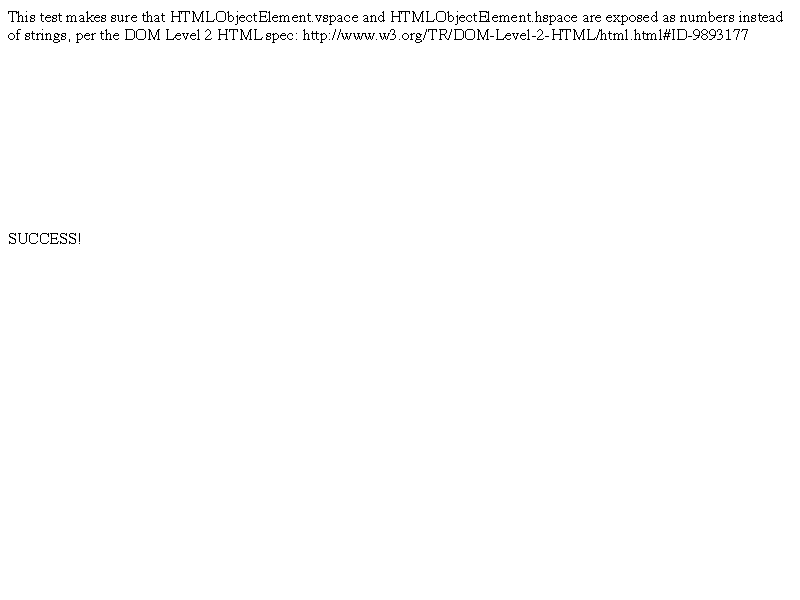 This test makes sure that HTMLObjectElement.vspace and HTMLObjectElement.hspace are exposed as numbers instead
of strings, per the DOM Level 2 HTML spec: http://www.w3.org/TR/DOM-Level-2-HTML/html.html#ID-9893177
SUCCESS!